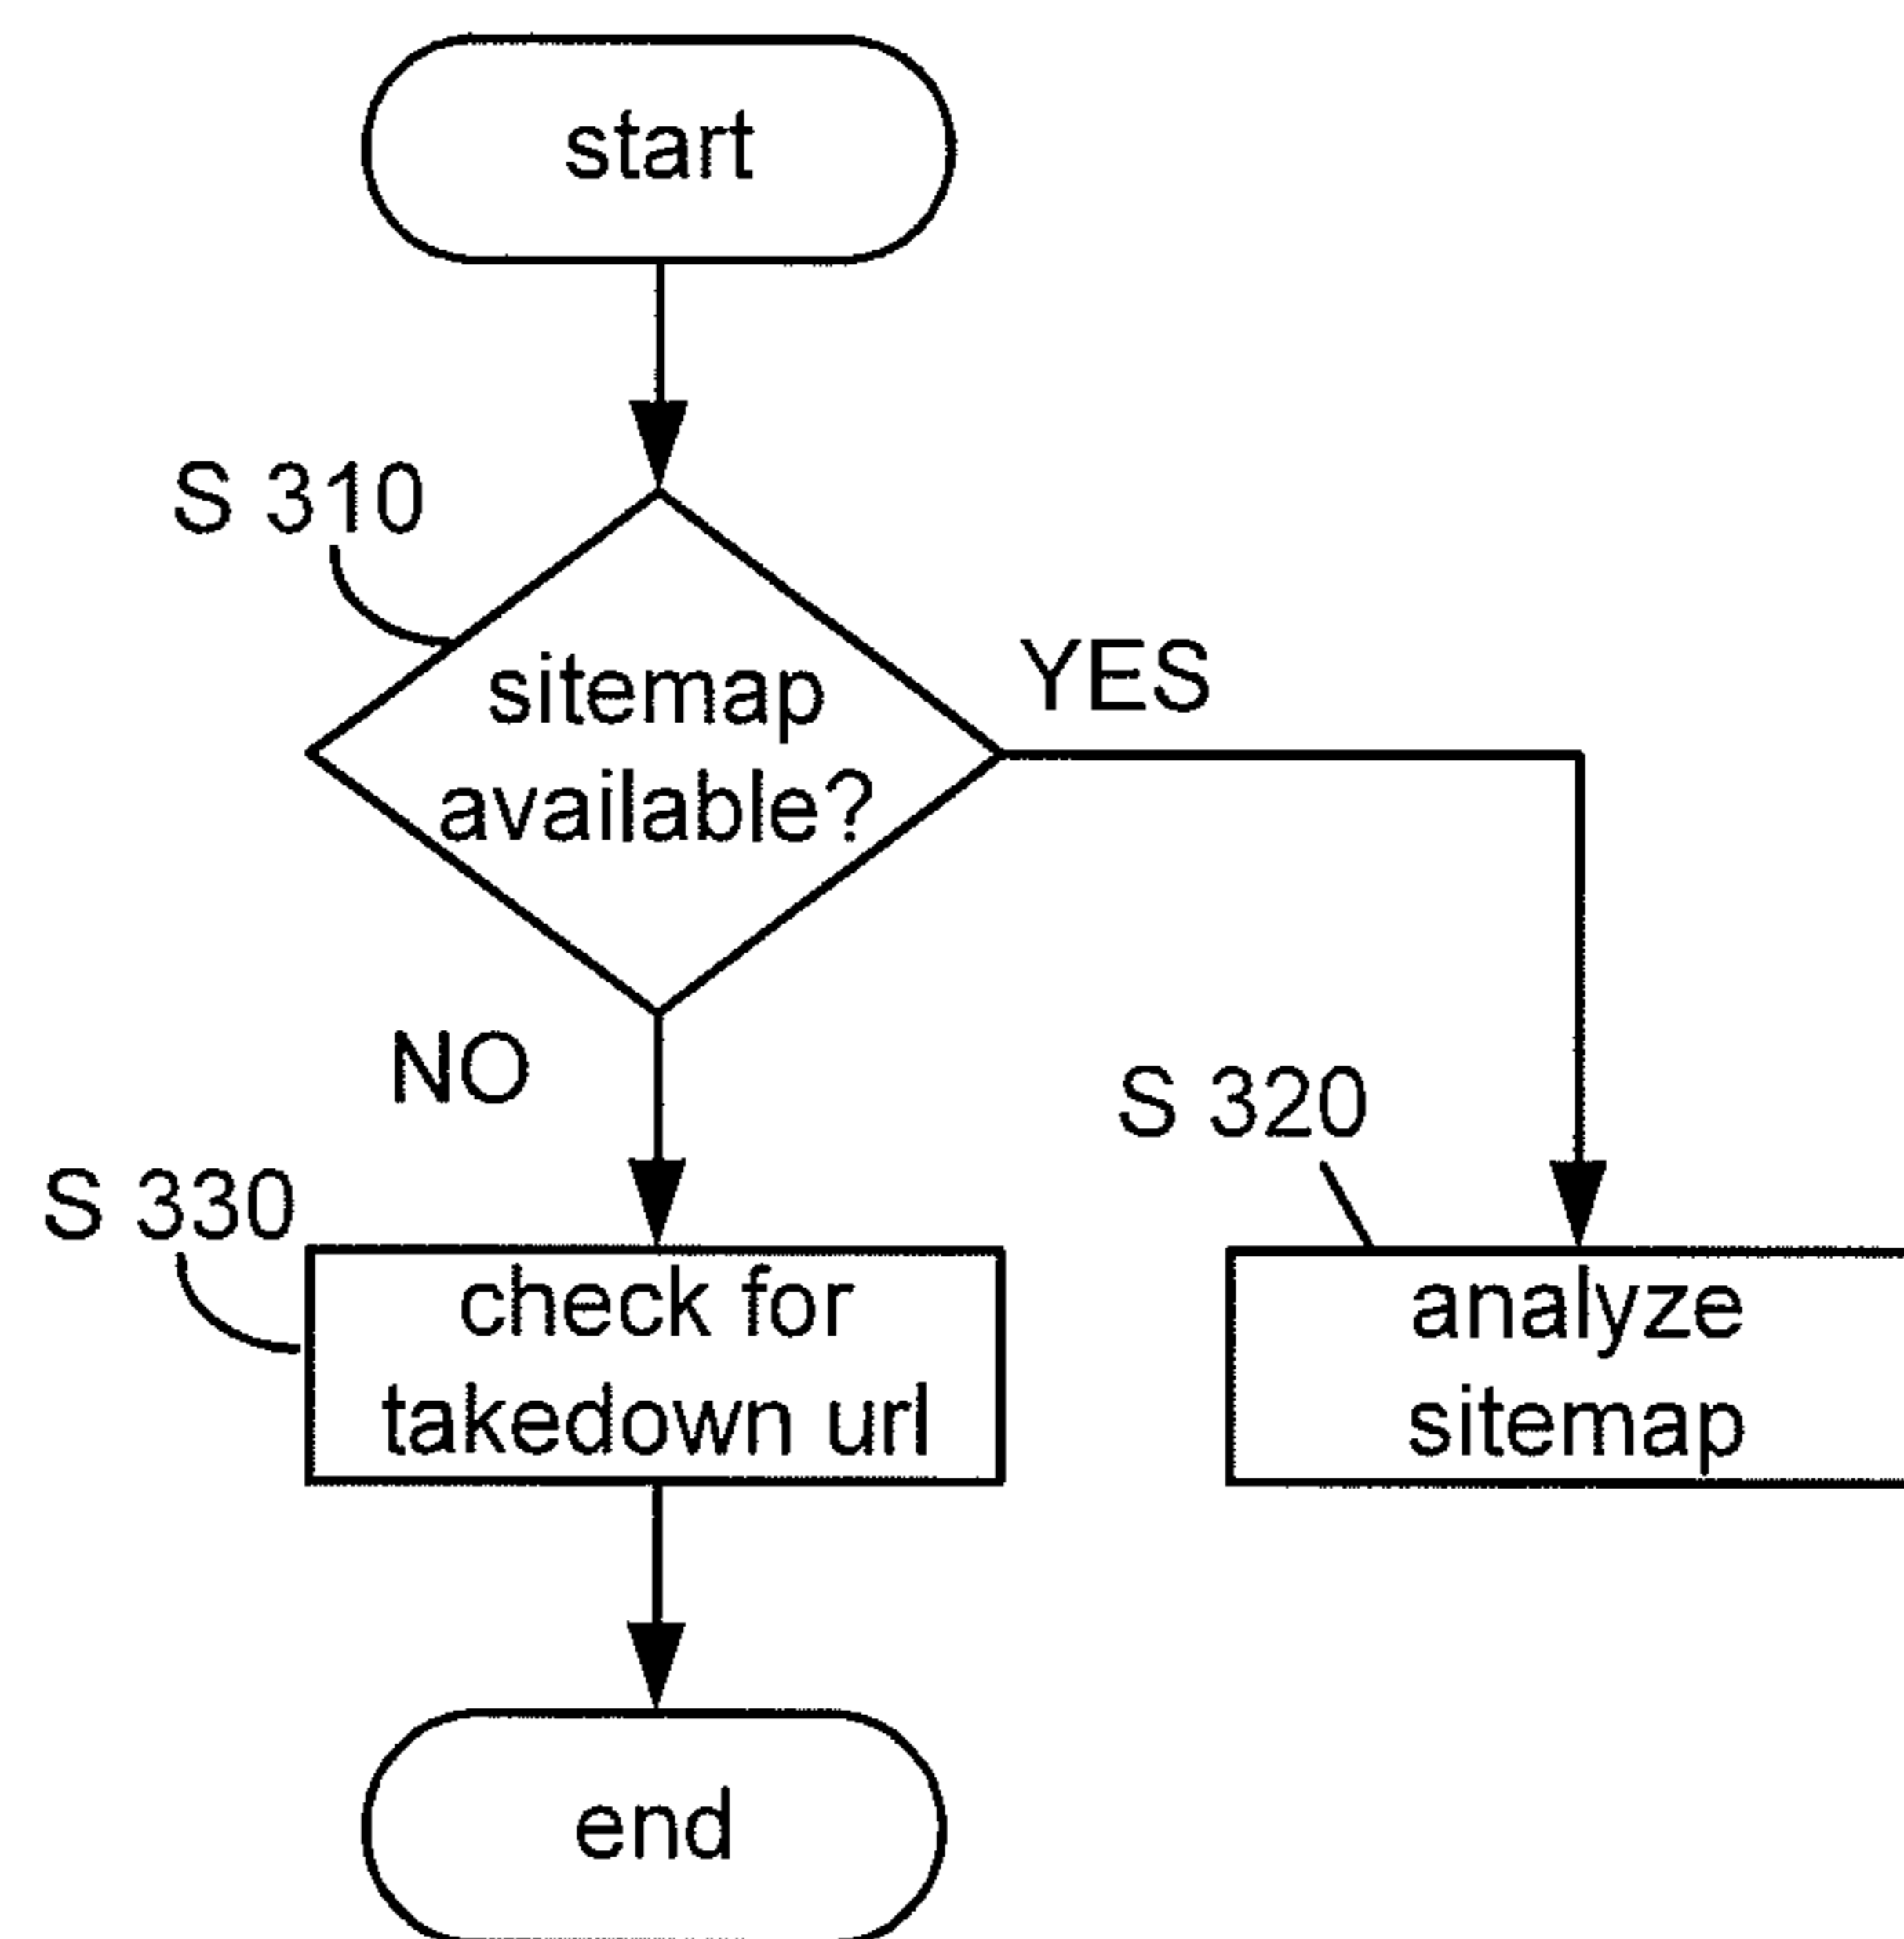 start
S 310
sitemap
available?
YES
NO
S 320
S 330
check for
takedown url
analyze
sitemap
end